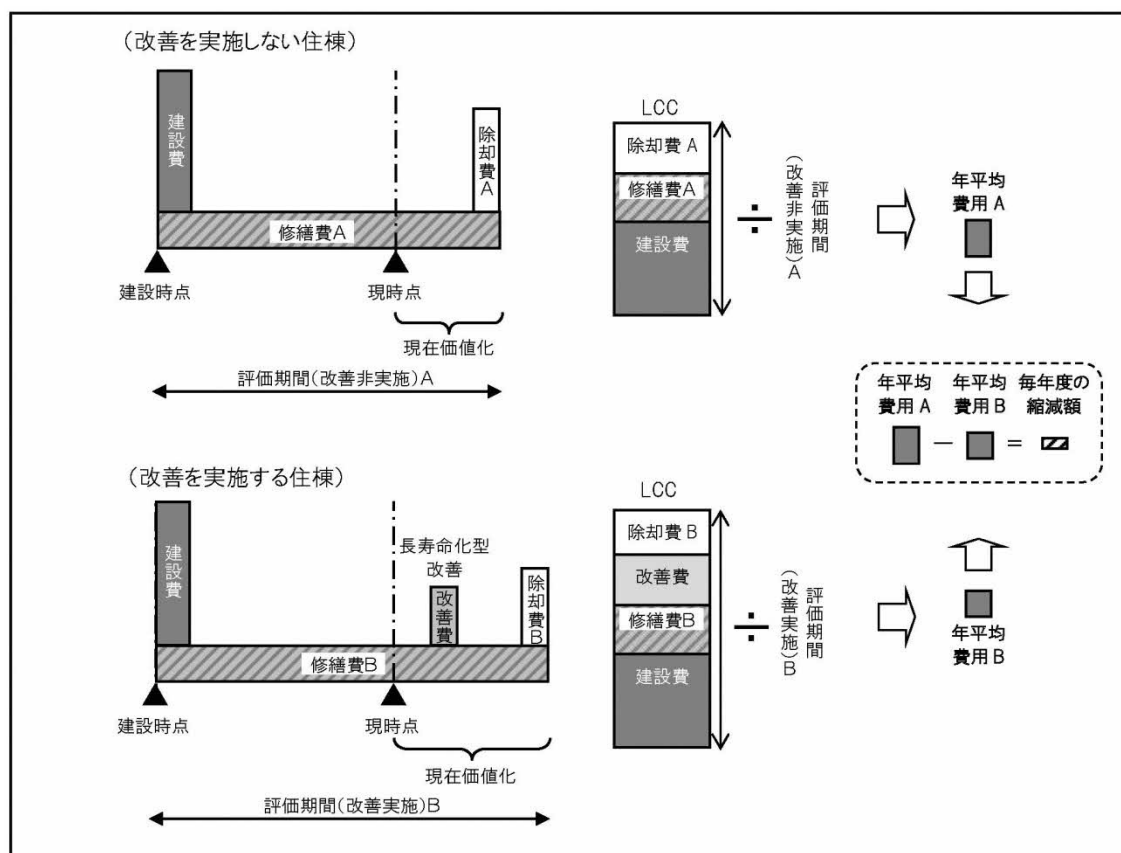 (改善を実施しない住棟)
建設費
除却費A
修繕費A
建設時点
現時点
現在価値化
評価期間(改善非実施)A
LCC
除却費A
修繕費A
建設費
÷
評価期間
(改善非実施)A
年平均
費用A
年平均
費用A
年平均
費用B
毎年度の
縮減額
− =
(改善を実施する住棟)
建設費
長寿命化型
改善
改善費
除却費B
修繕費B
建設時点
現時点
現在価値化
評価期間(改善実施)B
LCC
除却費B
改善費
修繕費B
建設費
÷
評価期間
(改善実施)B
年平均
費用B